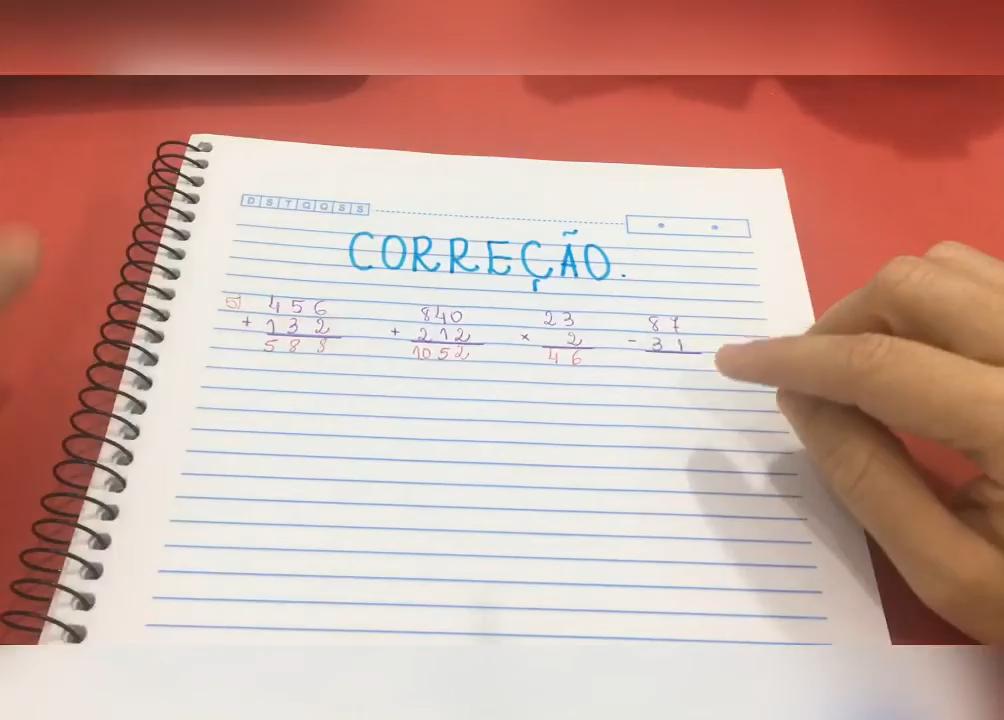 D S T Q Q S S
CORREÇÃO.
5) 456 840 23 87
+ 132 + 212 × 2 - 31
588 1052 46